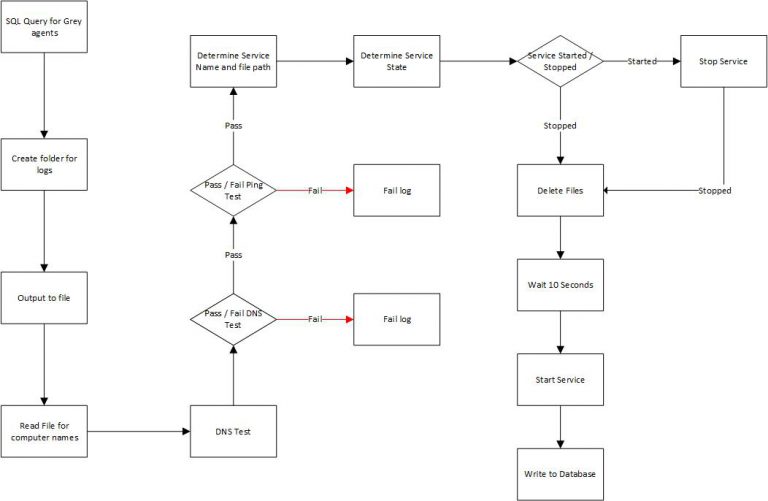 SQL Query for Grey
agents
Create folder for
logs
Output to file
Read File for
computer names
DNS Test
Pass / Fail DNS
Test
Fail
Fail log
Pass
Pass / Fail Ping
Test
Fail
Fail log
Pass
Determine Service
Name and file path
Determine Service
State
Service Started /
Stopped
Started
Stop Service
Stopped
Stopped
Delete Files
Wait 10 Seconds
Start Service
Write to Database